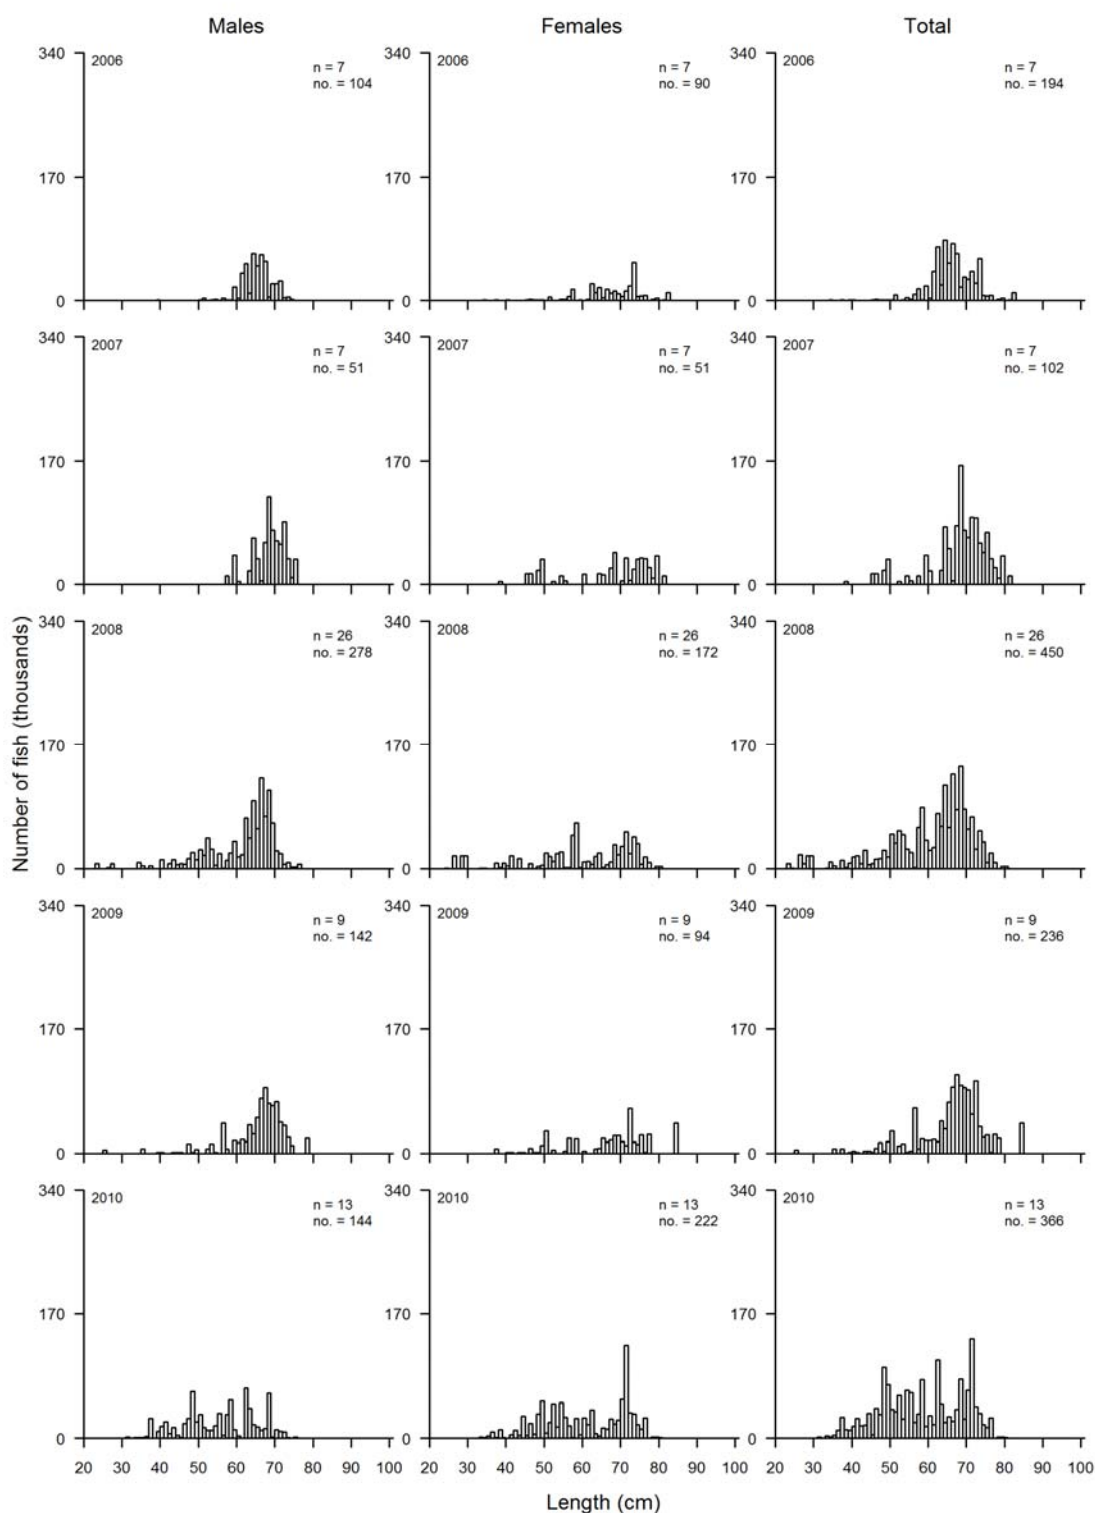 Males Females Total
340 340 340
2006 2006 2006
n = 7 n = 7 n = 7
no. = 104 no. = 90 no. = 194
170 170 170
0 0 0
340 340 340
2007 2007 2007
n = 7 n = 7 n = 7
no. = 51 no. = 51 no. = 102
170 170 170
0 0 0
Number of fish (thousands)
340 340 340
2008 2008 2008
n = 26 n = 26 n = 26
no. = 278 no. = 172 no. = 450
170 170 170
0 0 0
340 340 340
2009 2009 2009
n = 9 n = 9 n = 9
no. = 142 no. = 94 no. = 236
170 170 170
0 0 0
340 340 340
2010 2010 2010
n = 13 n = 13 n = 13
no. = 144 no. = 222 no. = 366
170 170 170
0 0 0
20 30 40 50 60 70 80 90 100 20 30 40 50 60 70 80 90 100 20 30 40 50 60 70 80 90 100
Length (cm)